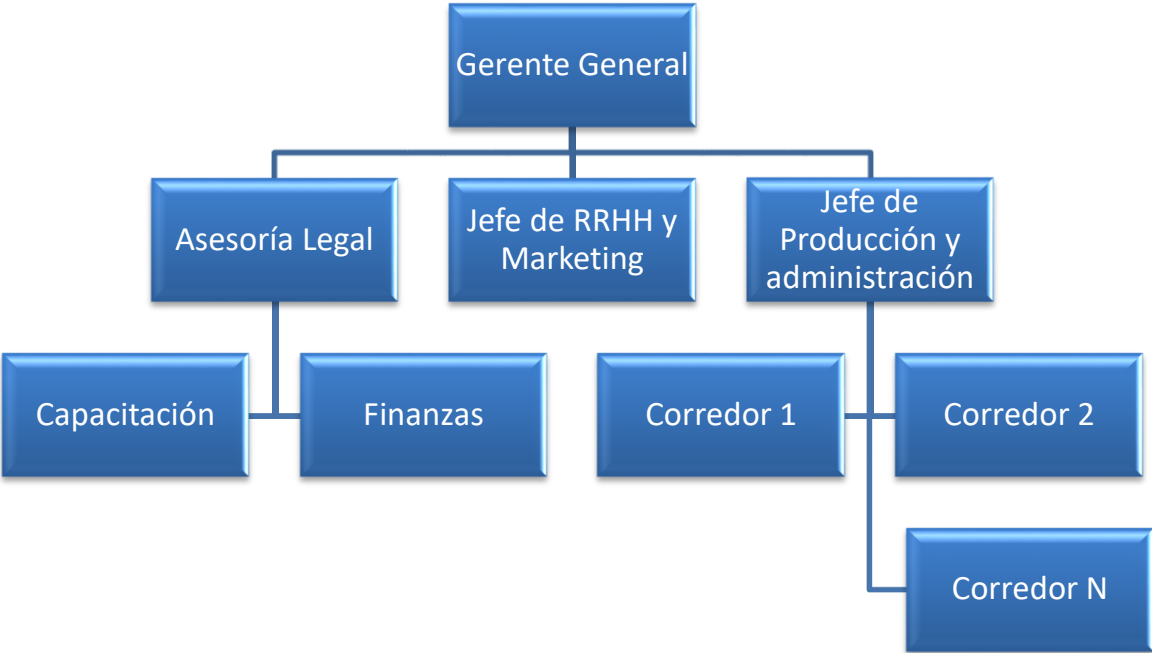 Gerente General
Asesoría Legal
Jefe de RRHH y
Marketing
Jefe de
Producción y
administración
Capacitación
Finanzas
Corredor 1
Corredor 2
Corredor N